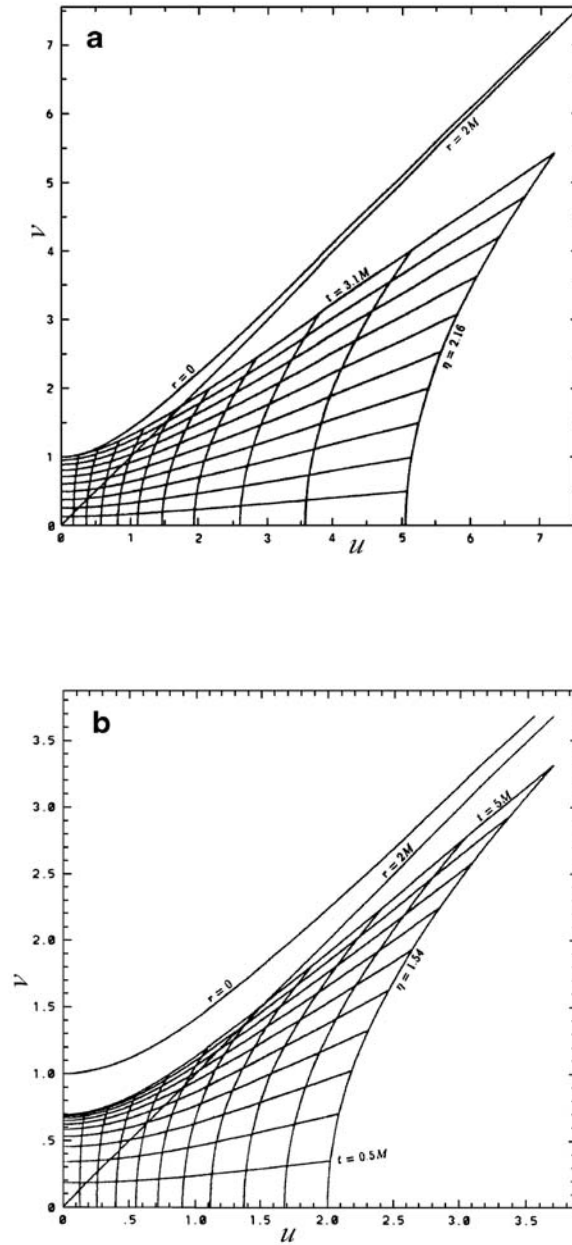 a
7
6
5
4
3
2
1
0
v
r = 2M
t = 3.1M
r = 0
η = 2.16
0
1
2
3
4
5
6
7
u
b
3.5
3.0
2.5
2.0
1.5
1.0
.5
0
v
t = 5M
r = 2M
r = 0
η = 1.54
t = 0.5M
0
.5
1.0
1.5
2.0
2.5
3.0
3.5
u